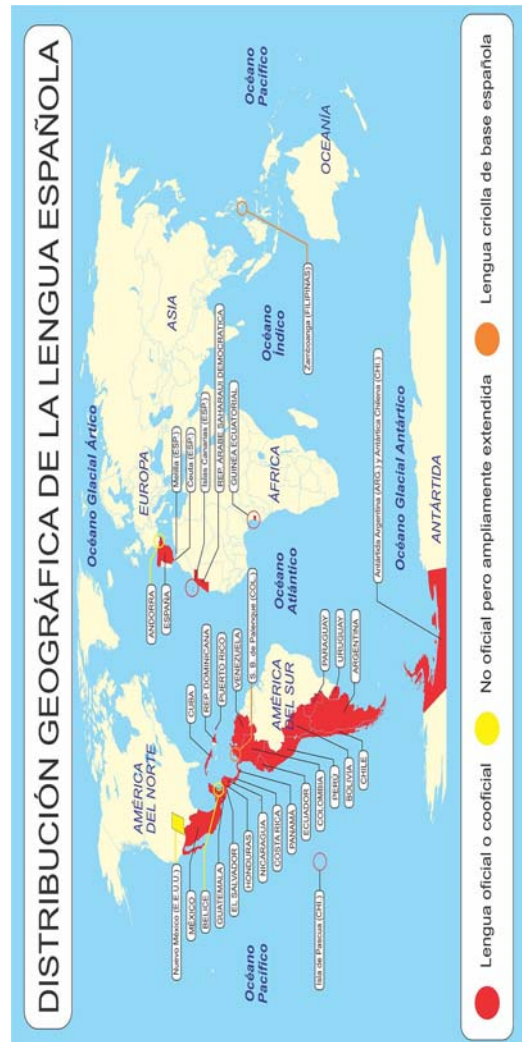 DISTRIBUCIÓN GEOGRÁFICA DE LA LENGUA ESPAÑOLA
Océano Glacial Ártico
AMÉRICA
DEL NORTE
EUROPA
ASIA
Océano
Pacífico
Nuevo México (E.E.U.U.)
MÉXICO
BELICE
GUATEMALA
EL SALVADOR
HONDURAS
NICARAGUA
COSTA RICA
PANAMÁ
ECUADOR
COLOMBIA
PERÚ
BOLIVIA
CHILE
CUBA
REP. DOMINICANA
PUERTO RICO
VENEZUELA
S. B. de Palenque (COL.)
AMÉRICA
DEL SUR
PARAGUAY
URUGUAY
ARGENTINA
ANDORRA
ESPAÑA
Melilla (ESP.)
Ceuta (ESP.)
Islas Canarias (ESP.)
REP. ÁRABE SAHARAUI DEMOCRÁTICA
GUINEA ECUATORIAL
ÁFRICA
Océano
Atlántico
Océano
Índico
Zamboanga (FILIPINAS)
OCEANÍA
Océano
Pacífico
Isla de Pascua (CHI.)
Antártida Argentina (ARG.) y Antártica Chilena (CHI.)
Océano Glacial Antártico
ANTÁRTIDA
Lengua oficial o cooficial
No oficial pero ampliamente extendida
Lengua criolla de base española